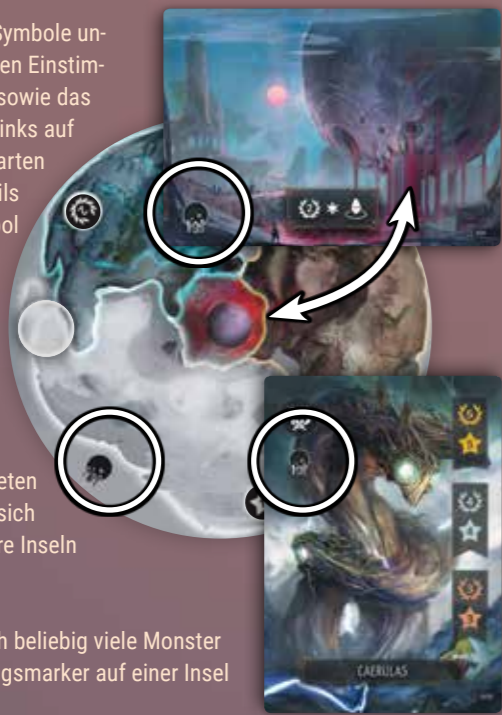 Symbole un-
en Einstim-
sowie das
inks auf
arten
ils
ol
eten
sich
re Inseln
h beliebig viele Monster
gsmarker auf einer Insel
CAERULAS